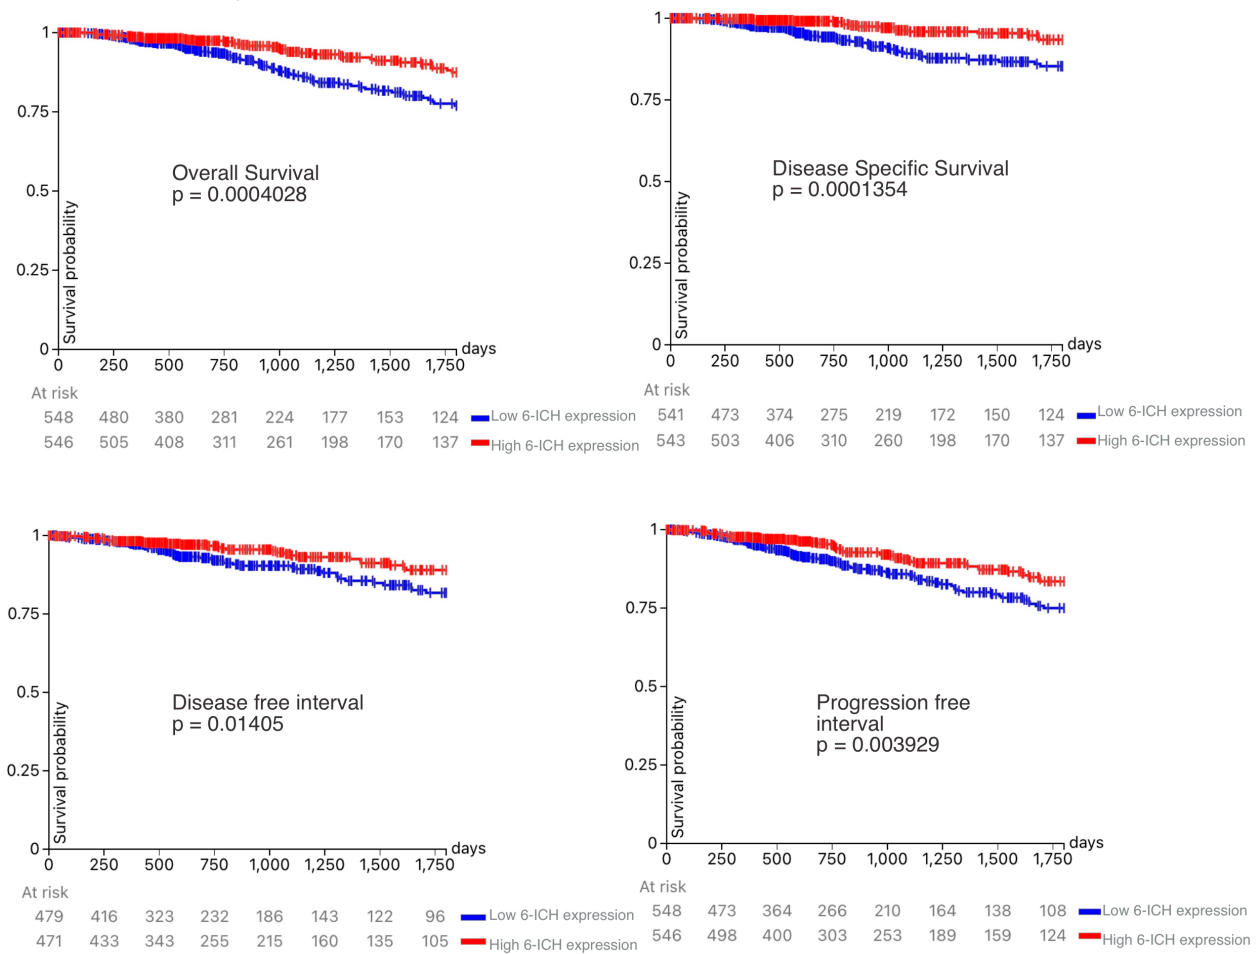 1
0.75
0.5
0.25
0
Survival probability
Overall Survival
p = 0.0004028
0 250 500 750 1,000 1,250 1,500 1,750 days
At risk
548 480 380 281 224 177 153 124 Low 6-ICH expression
546 505 408 311 261 198 170 137 High 6-ICH expression
1
0.75
0.5
0.25
0
Survival probability
Disease Specific Survival
p = 0.0001354
0 250 500 750 1,000 1,250 1,500 1,750 days
At risk
541 473 374 275 219 172 150 124 Low 6-ICH expression
543 503 406 310 260 198 170 137 High 6-ICH expression
1
0.75
0.5
0.25
0
Survival probability
Disease free interval
p = 0.01405
0 250 500 750 1,000 1,250 1,500 1,750 days
At risk
479 416 323 232 186 143 122 96 Low 6-ICH expression
471 433 343 255 215 160 135 105 High 6-ICH expression
1
0.75
0.5
0.25
0
Survival probability
Progression free
interval
p = 0.003929
0 250 500 750 1,000 1,250 1,500 1,750 days
At risk
548 473 364 266 210 164 138 108 Low 6-ICH expression
546 498 400 303 253 189 159 124 High 6-ICH expression